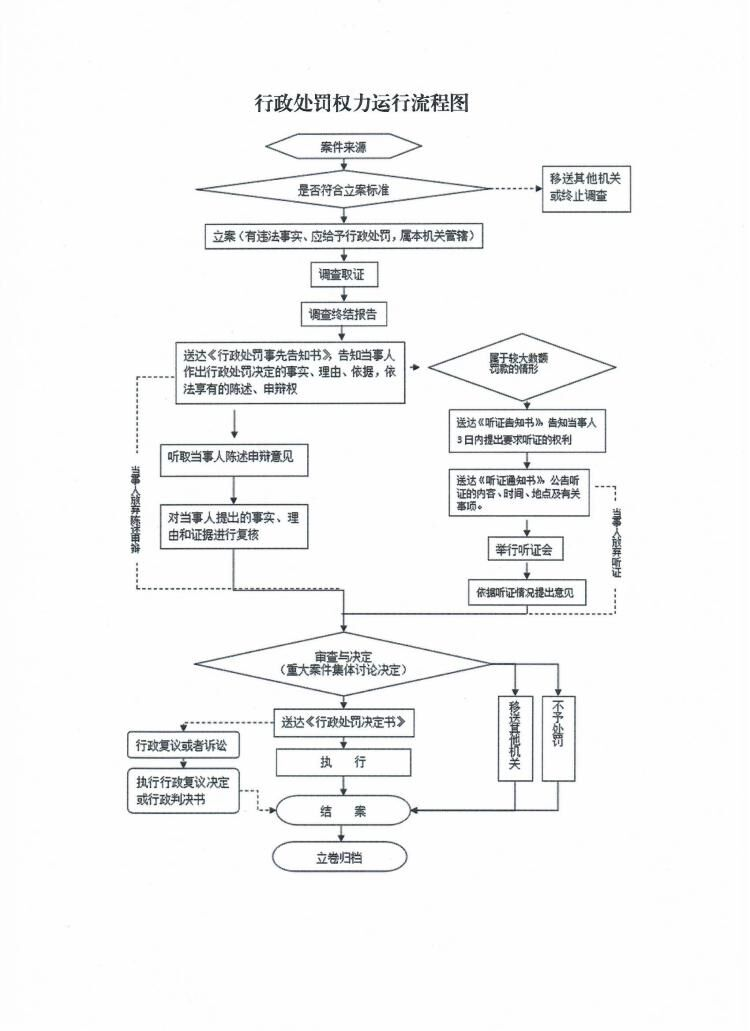 行政处罚权力运行流程图
案件来源
是否符合立案标准
移送其他机关
或终止调查
立案（有违法事实、应给予行政处罚，属本机关管辖）
调查取证
调查终结报告
送达《行政处罚事先告知书》，告知当事人
作出行政处罚决定的事实、理由、依据，依
法享有的陈述、申辩权
属于较大数额
罚款的情形
送达《听证告知书》，告知当事人
3日内提出要求听证的权利
听取当事人陈述申辩意见
送达《听证通知书》，公告听
证的内容、时间、地点及有关
事项。
当事人放弃陈述申辩
对当事人提出的事实、理
由和证据进行复核
当事人放弃听证
举行听证会
依据听证情况提出意见
审查与决定
（重大案件集体讨论决定）
送达《行政处罚决定书》
移送其他机关
不予处罚
行政复议或者诉讼
执 行
执行行政复议决定
或行政判决书
结 案
立卷归档